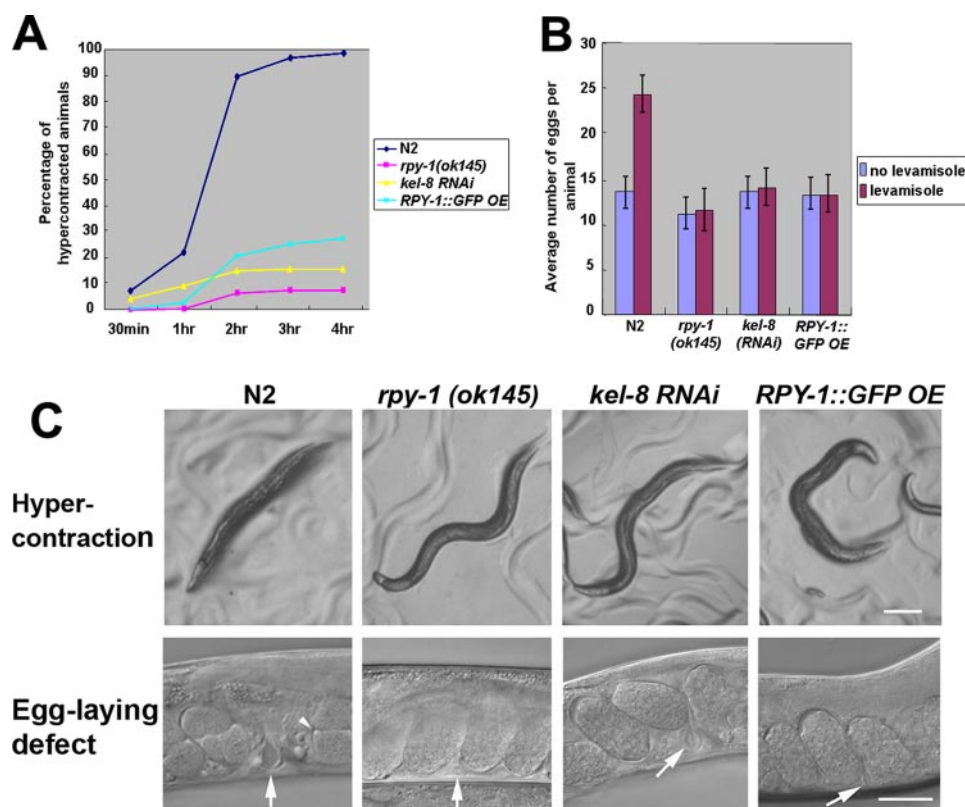 A
Percentage of
hypercontracted animals
100
90
80
70
60
50
40
30
20
10
0
30min 1hr 2hr 3hr 4hr
N2
rpy-1(ok145)
kel-8 RNAi
RPY-1::GFP OE
B
Average number of eggs per
animal
30
25
20
15
10
5
0
N2 rpy-1 kel-8 RPY-1::
(ok145) (RNAi) GFP OE
no levamisole
levamisole
C
N2 rpy-1 (ok145) kel-8 RNAi RPY-1::GFP OE
Hyper-
contraction
Egg-laying
defect